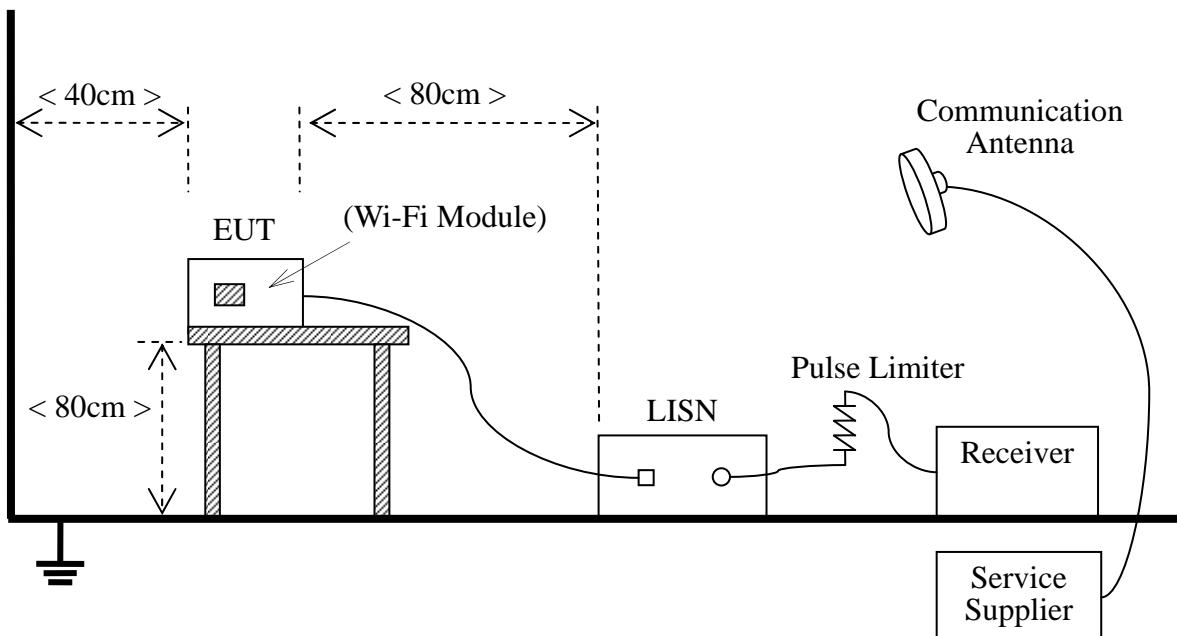 < 40cm >
< 80cm >
Communication
Antenna
(Wi-Fi Module)
EUT
Pulse Limiter
< 80cm >
LISN
Receiver
Service
Supplier